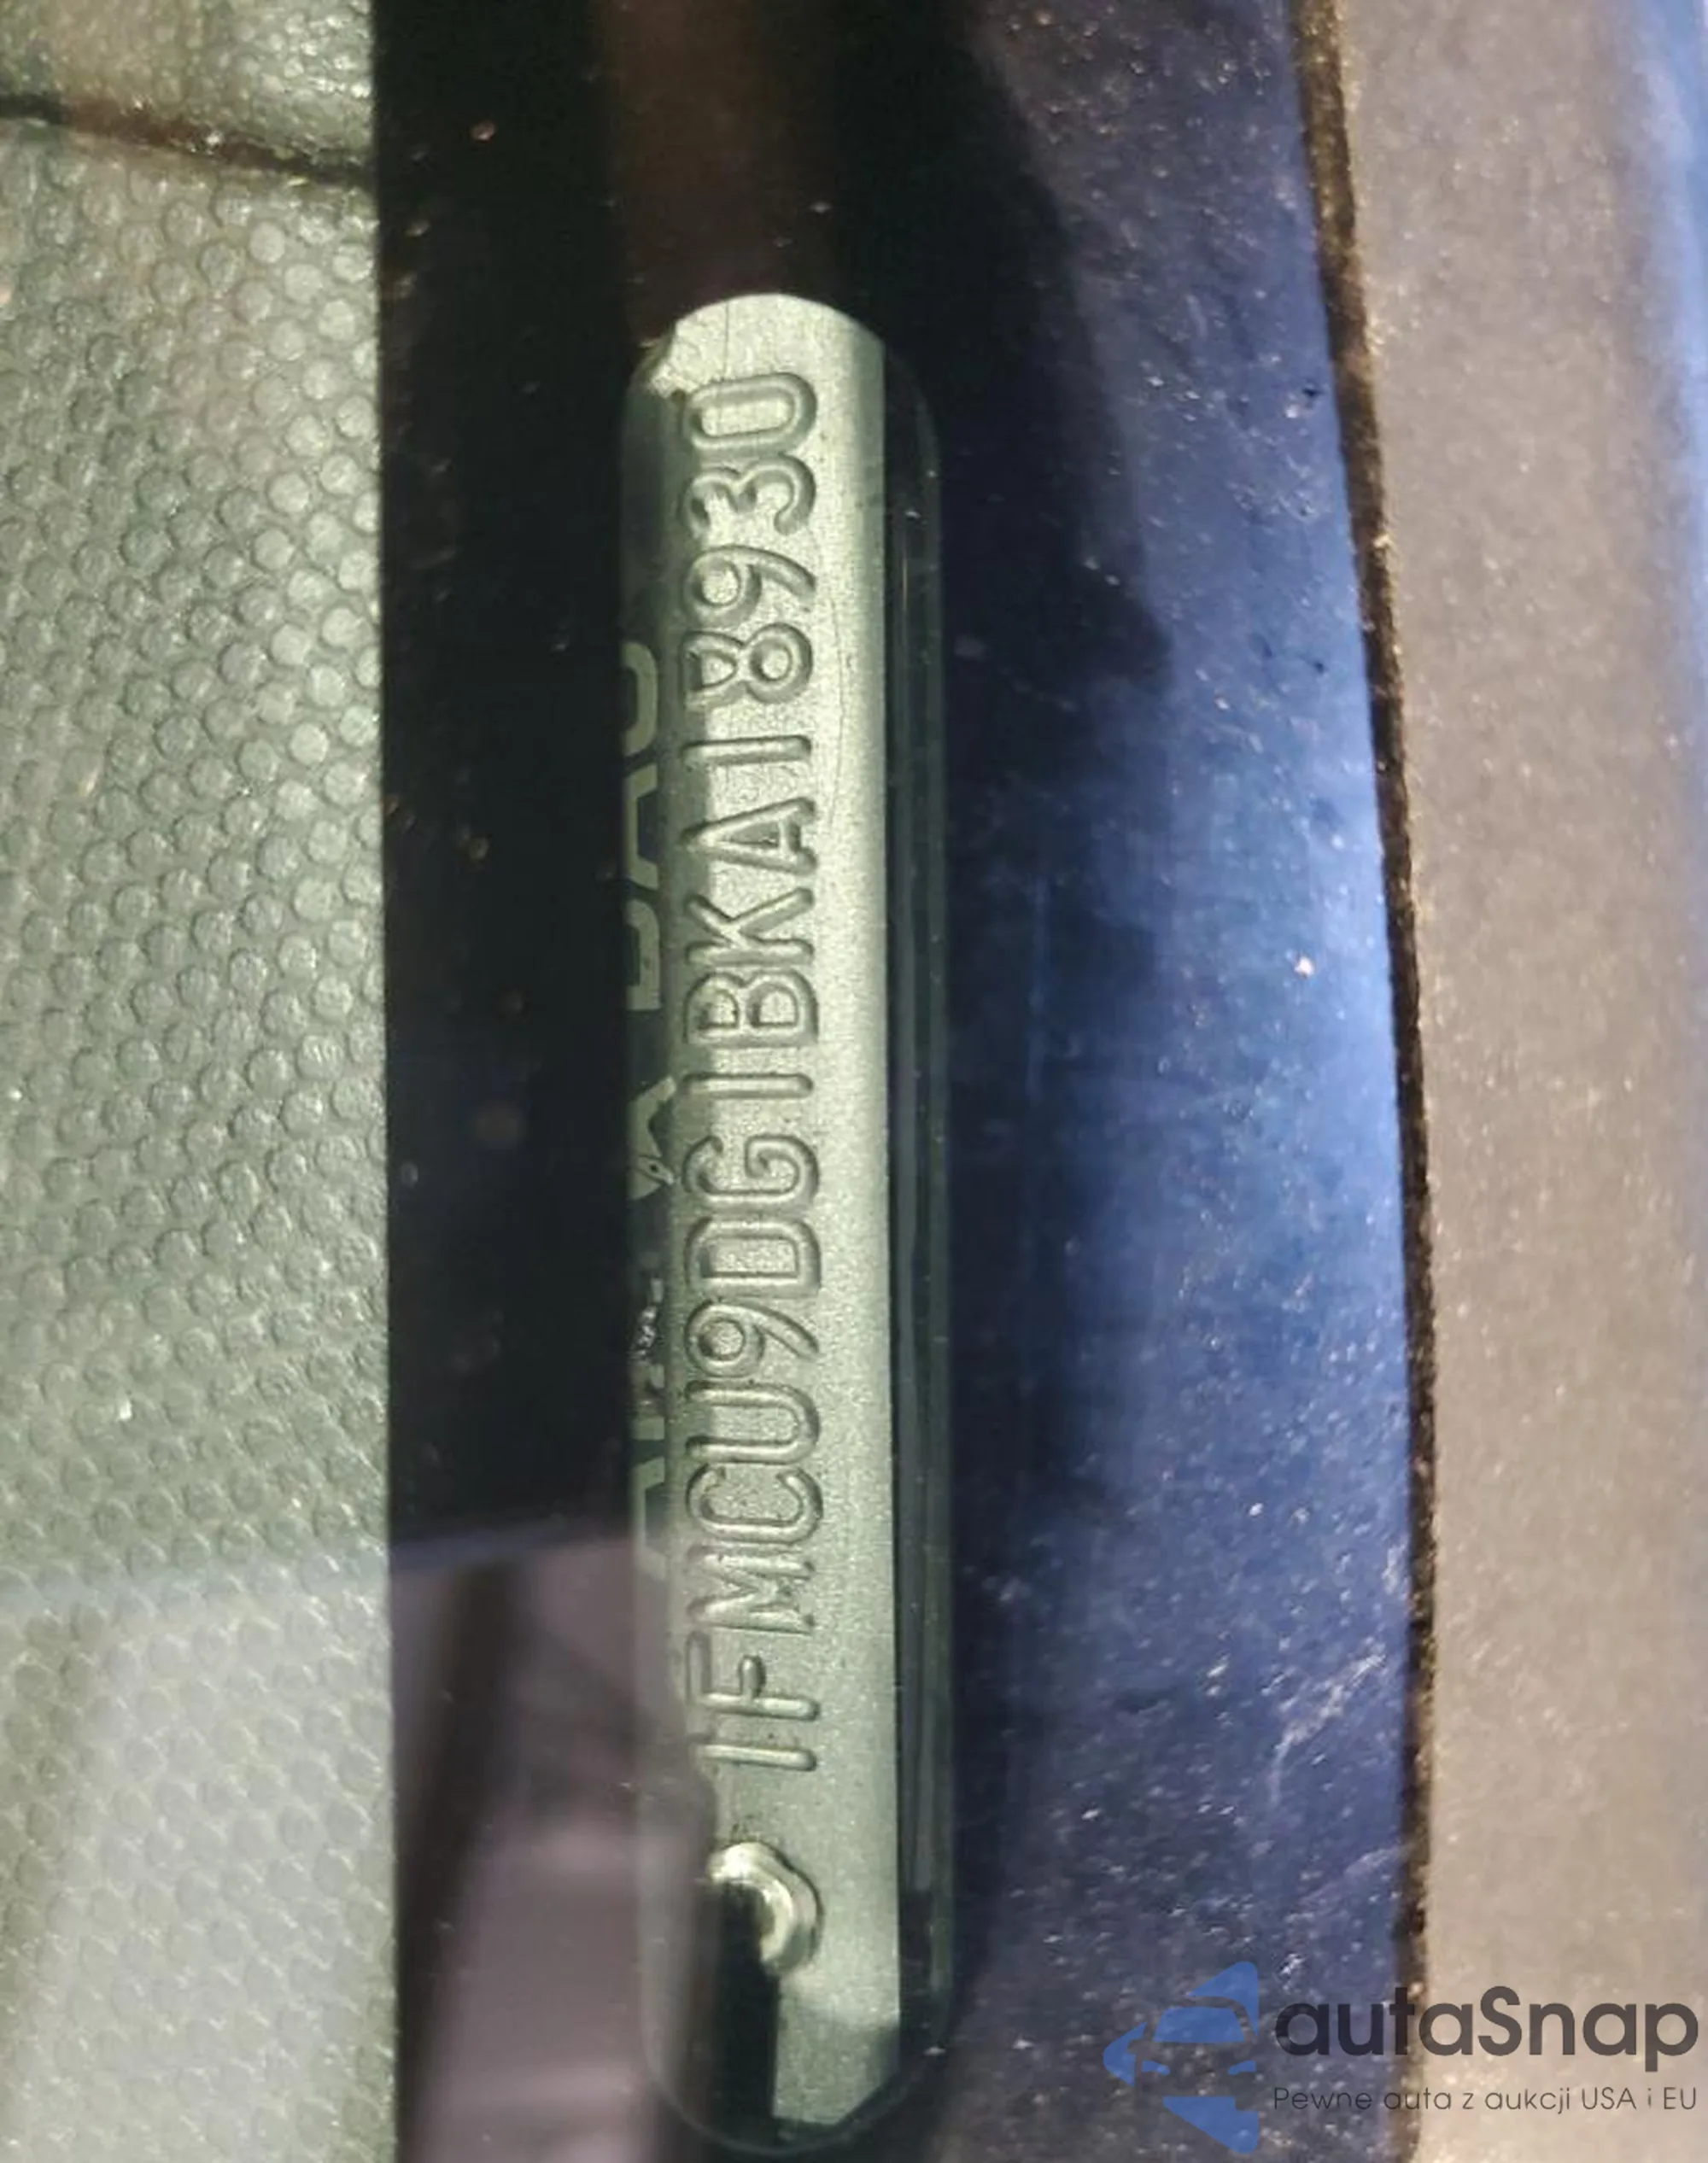 1FMCU9DG1BKA18930
autaSnap
Pewne auta z aukcji USA i EU